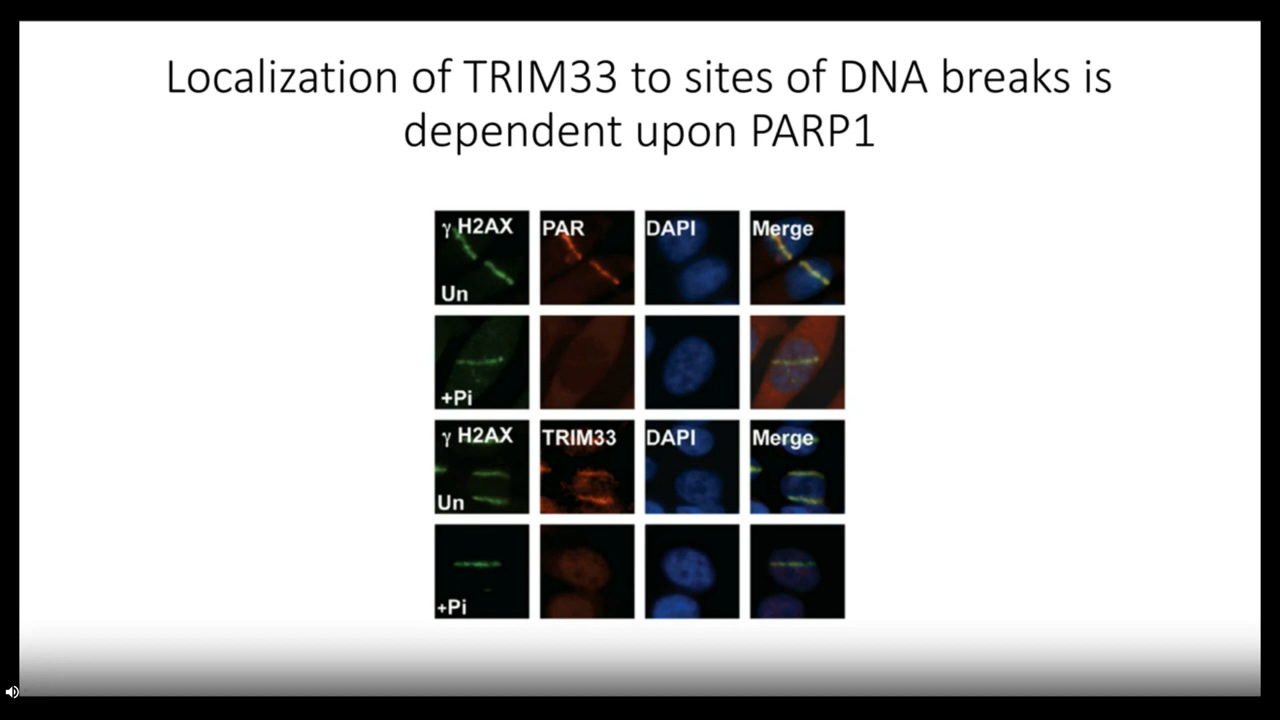 Localization of TRIM33 to sites of DNA breaks is
dependent upon PARP1
γ H2AX PAR DAPI Merge
Un
+Pi
γ H2AX TRIM33 DAPI Merge
Un
+Pi